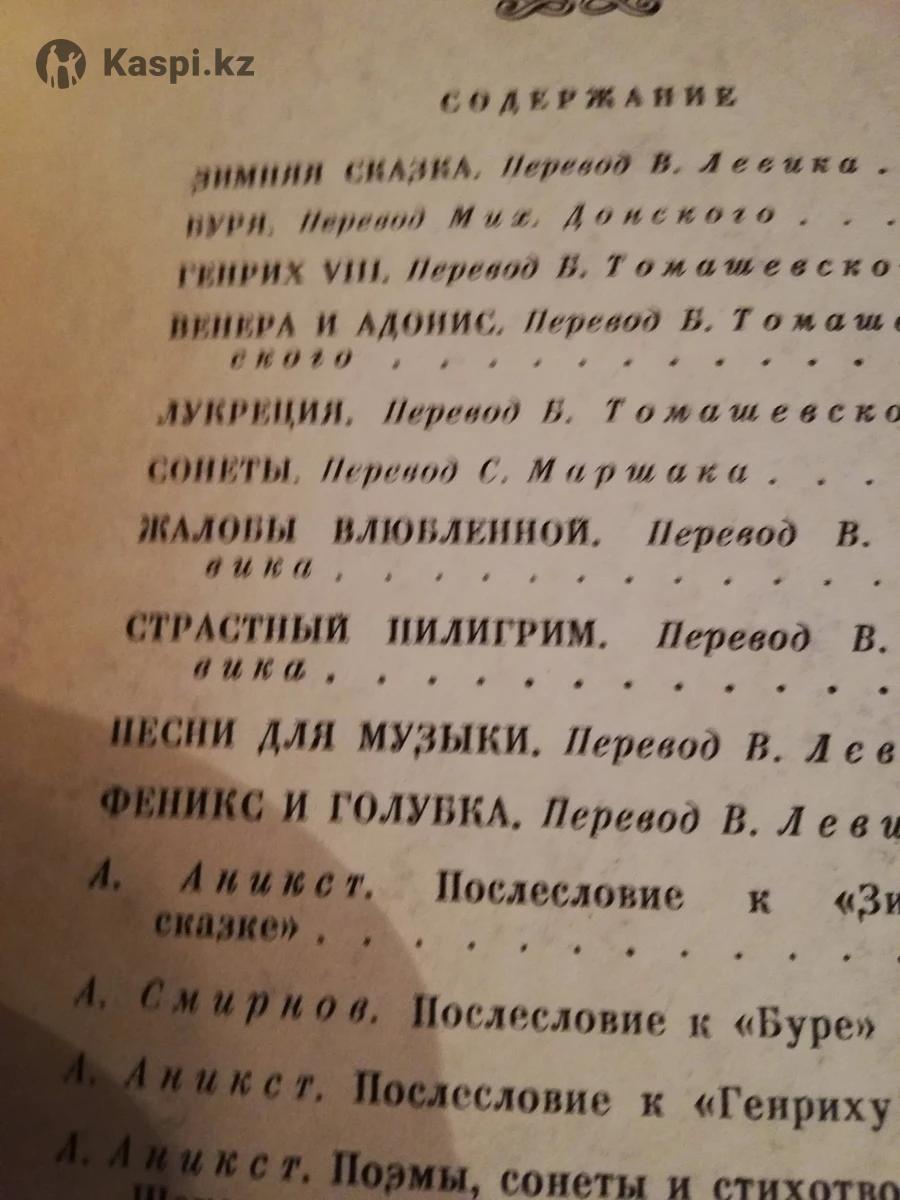 Kaspi.kz
СОДЕРЖАНИЕ
ЗИМНЯЯ СКАЗКА. Перевод В. Левика .
БУРЯ. Перевод Мих. Донского . . .
ГЕНРИХ VIII. Перевод Б. Томашевско
ВЕНЕРА И АДОНИС. Перевод Б. Томаше
ского . . . . . . . . . . .
ЛУКРЕЦИЯ. Перевод Б. Томашевско
СОНЕТЫ. Перевод С. Маршака . . .
ЖАЛОБЫ ВЛЮБЛЕННОЙ. Перевод В.
вика . . . . . . . . . . . .
СТРАСТНЫЙ ПИЛИГРИМ. Перевод В.
вика . . . . . . . . . . . .
ПЕСНИ ДЛЯ МУЗЫКИ. Перевод В. Лев
ФЕНИКС И ГОЛУБКА. Перевод В. Леви
А. Аникст. Послесловие к «Зи
сказке» . . . . . . . . . . .
А. Смирнов. Послесловие к «Буре»
А. Аникст. Послесловие к «Генриху
А. Аникст. Поэмы, сонеты и стихотво